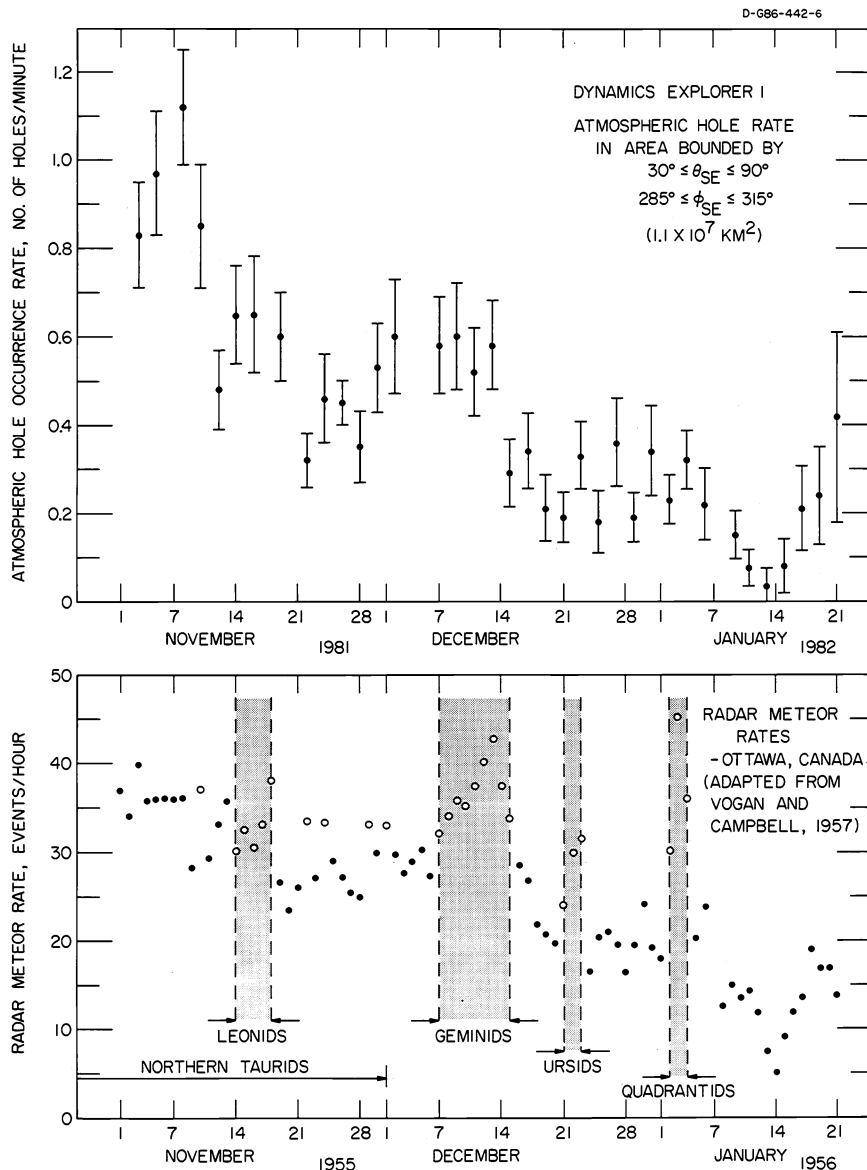 D-G86-442-6
ATMOSPHERIC HOLE OCCURRENCE RATE, NO. OF HOLES/MINUTE
1.2
1.0
0.8
0.6
0.4
0.2
0
DYNAMICS EXPLORER I
ATMOSPHERIC HOLE RATE
IN AREA BOUNDED BY
30° ≤ θSE ≤ 90°
285° ≤ ϕSE ≤ 315°
(1.1 X 10⁷ KM²)
1 7 14 21 28 1 7 14 21 28 1 7 14 21
NOVEMBER 1981 DECEMBER JANUARY 1982
RADAR METEOR RATE, EVENTS/HOUR
50
40
30
20
10
0
RADAR METEOR
RATES
-OTTAWA, CANADA
(ADAPTED FROM
VOGAN AND
CAMPBELL, 1957)
LEONIDS
GEMINIDS
URSIDS
QUADRANTIDS
NORTHERN TAURIDS
1 7 14 21 28 1 7 14 21 28 1 7 14 21
NOVEMBER 1955 DECEMBER JANUARY 1956